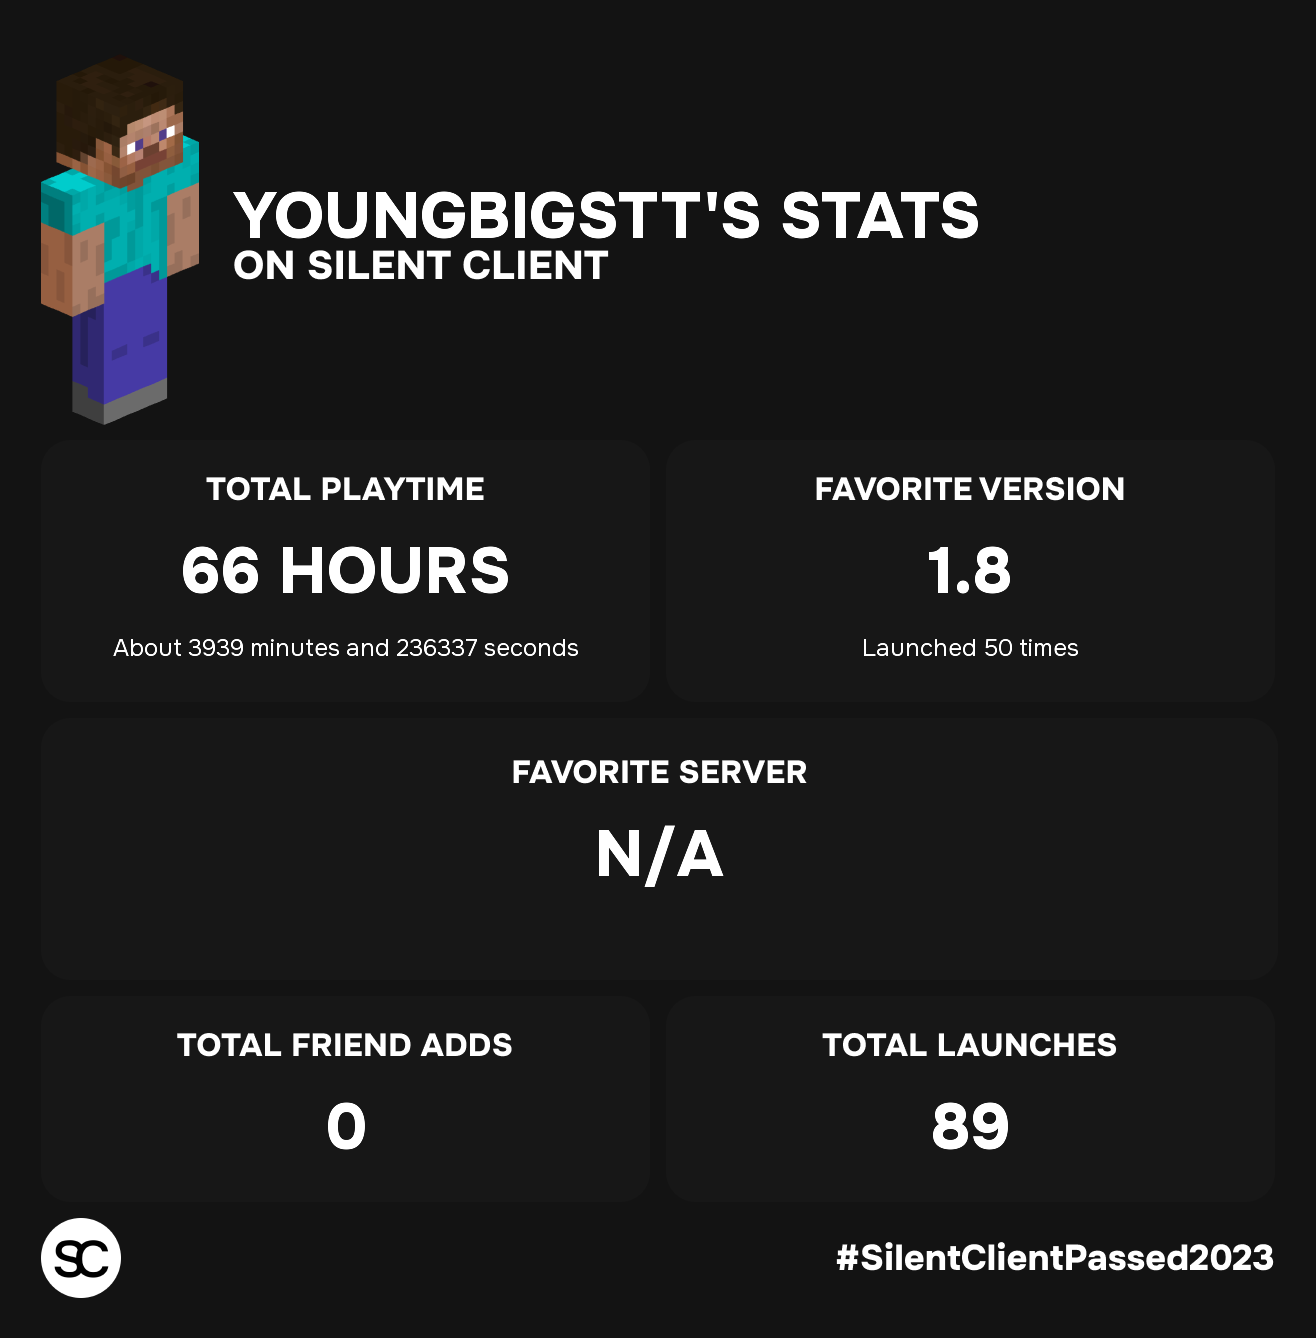 YOUNGBIGSTT'S STATS
ON SILENT CLIENT
TOTAL PLAYTIME
66 HOURS
About 3939 minutes and 236337 seconds
FAVORITE VERSION
1.8
Launched 50 times
FAVORITE SERVER
N/A
TOTAL FRIEND ADDS
0
TOTAL LAUNCHES
89
SC
#SilentClientPassed2023